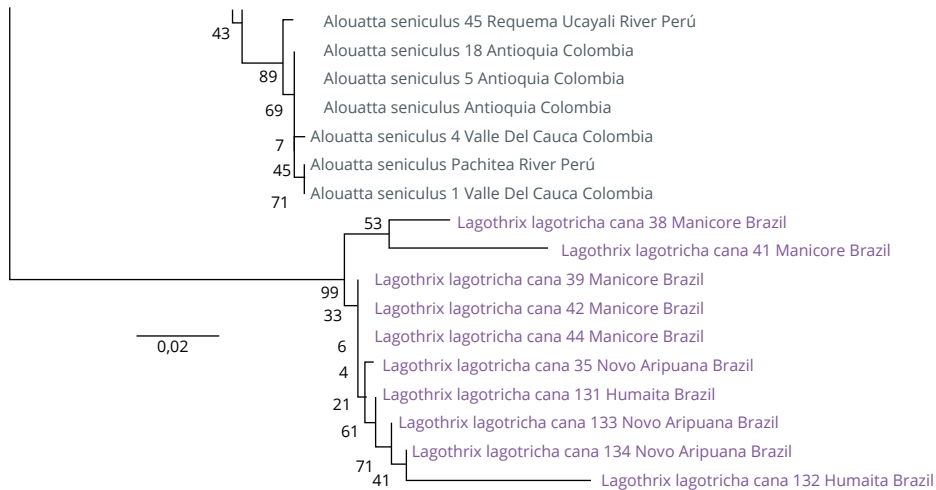 Alouatta seniculus 45 Requema Ucayali River Perú
43
Alouatta seniculus 18 Antioquia Colombia
89
Alouatta seniculus 5 Antioquia Colombia
69
Alouatta seniculus Antioquia Colombia
Alouatta seniculus 4 Valle Del Cauca Colombia
7
Alouatta seniculus Pachitea River Perú
45
Alouatta seniculus 1 Valle Del Cauca Colombia
71
53
Lagothrix lagotricha cana 38 Manicore Brazil
Lagothrix lagotricha cana 41 Manicore Brazil
Lagothrix lagotricha cana 39 Manicore Brazil
99
Lagothrix lagotricha cana 42 Manicore Brazil
33
Lagothrix lagotricha cana 44 Manicore Brazil
0,02
6
Lagothrix lagotricha cana 35 Novo Aripuana Brazil
4
Lagothrix lagotricha cana 131 Humaita Brazil
21
Lagothrix lagotricha cana 133 Novo Aripuana Brazil
61
Lagothrix lagotricha cana 134 Novo Aripuana Brazil
71
41
Lagothrix lagotricha cana 132 Humaita Brazil